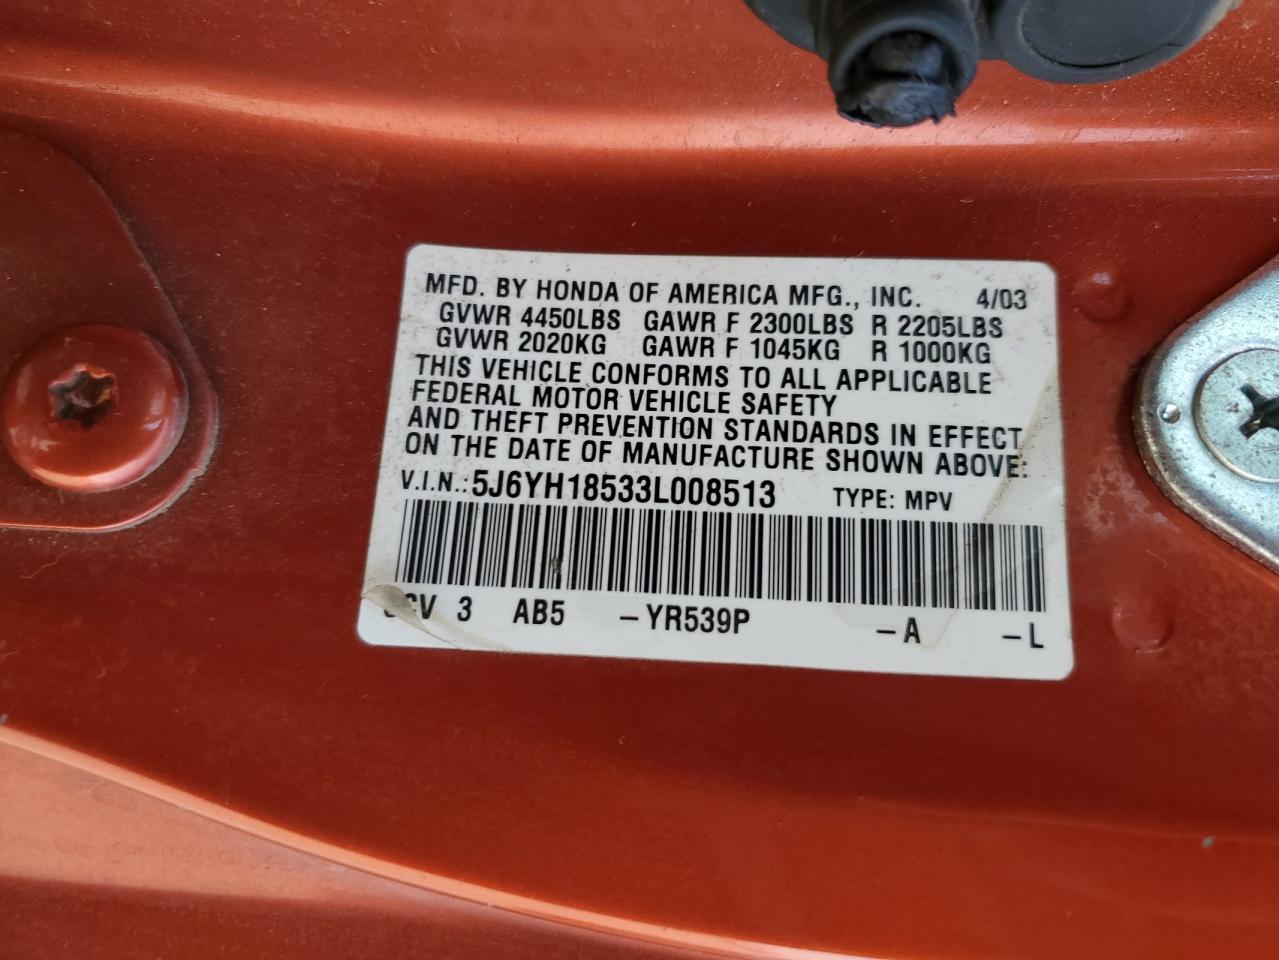 MFD. BY HONDA OF AMERICA MFG., INC. 4/03
GVWR 4450LBS GAWR F 2300LBS R 2205LBS
GVWR 2020KG GAWR F 1045KG R 1000KG
THIS VEHICLE CONFORMS TO ALL APPLICABLE
FEDERAL MOTOR VEHICLE SAFETY
AND THEFT PREVENTION STANDARDS IN EFFECT
ON THE DATE OF MANUFACTURE SHOWN ABOVE:
V.I.N.: 5J6YH18533L008513 TYPE: MPV
3 AB5 -YR539P -A -L